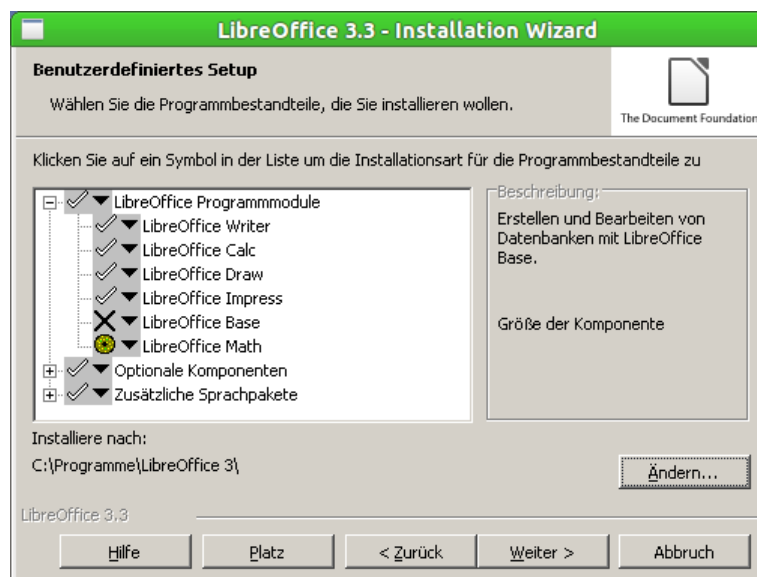 LibreOffice 3.3 - Installation Wizard
Benutzerdefiniertes Setup
Wählen Sie die Programmbestandteile, die Sie installieren wollen.
The Document Foundation
Klicken Sie auf ein Symbol in der Liste um die Installationsart für die Programmbestandteile zu
LibreOffice Programmmodule
LibreOffice Writer
LibreOffice Calc
LibreOffice Draw
LibreOffice Impress
LibreOffice Base
LibreOffice Math
Optionale Komponenten
Zusätzliche Sprachpakete
Beschreibung:
Erstellen und Bearbeiten von
Datenbanken mit LibreOffice
Base.
Größe der Komponente
Installiere nach:
C:\Programme\LibreOffice 3\
Ändern...
LibreOffice 3.3
Hilfe
Platz
< Zurück
Weiter >
Abbruch